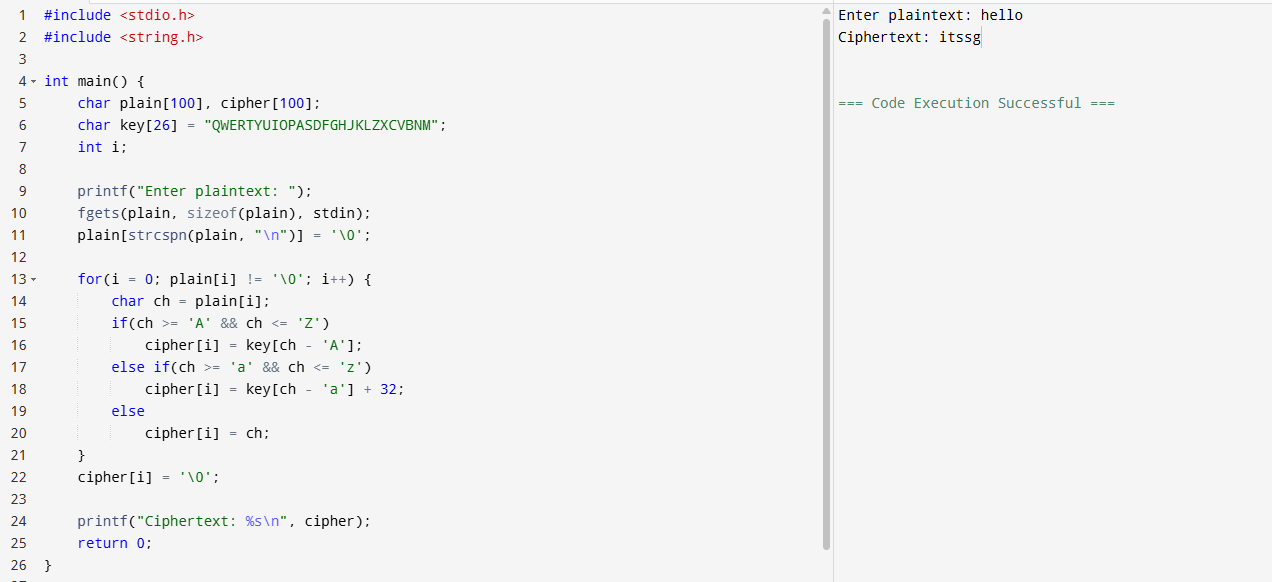 1 #include <stdio.h>
2 #include <string.h>
3
4 int main() {
5     char plain[100], cipher[100];
6     char key[26] = "QWERTYUIOPASDFGHJKLZXCVBNM";
7     int i;
8
9     printf("Enter plaintext: ");
10     fgets(plain, sizeof(plain), stdin);
11     plain[strcspn(plain, "\n")] = '\0';
12
13     for(i = 0; plain[i] != '\0'; i++) {
14         char ch = plain[i];
15         if(ch >= 'A' && ch <= 'Z')
16             cipher[i] = key[ch - 'A'];
17         else if(ch >= 'a' && ch <= 'z')
18             cipher[i] = key[ch - 'a'] + 32;
19         else
20             cipher[i] = ch;
21     }
22     cipher[i] = '\0';
23
24     printf("Ciphertext: %s\n", cipher);
25     return 0;
26 }
Enter plaintext: hello
Ciphertext: itssg
=== Code Execution Successful ===